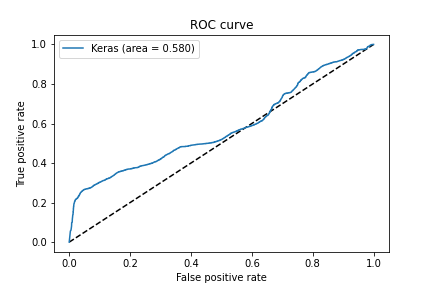 ROC curve
Keras (area = 0.580)
True positive rate
1.0
0.8
0.6
0.4
0.2
0.0
0.0 0.2 0.4 0.6 0.8 1.0
False positive rate